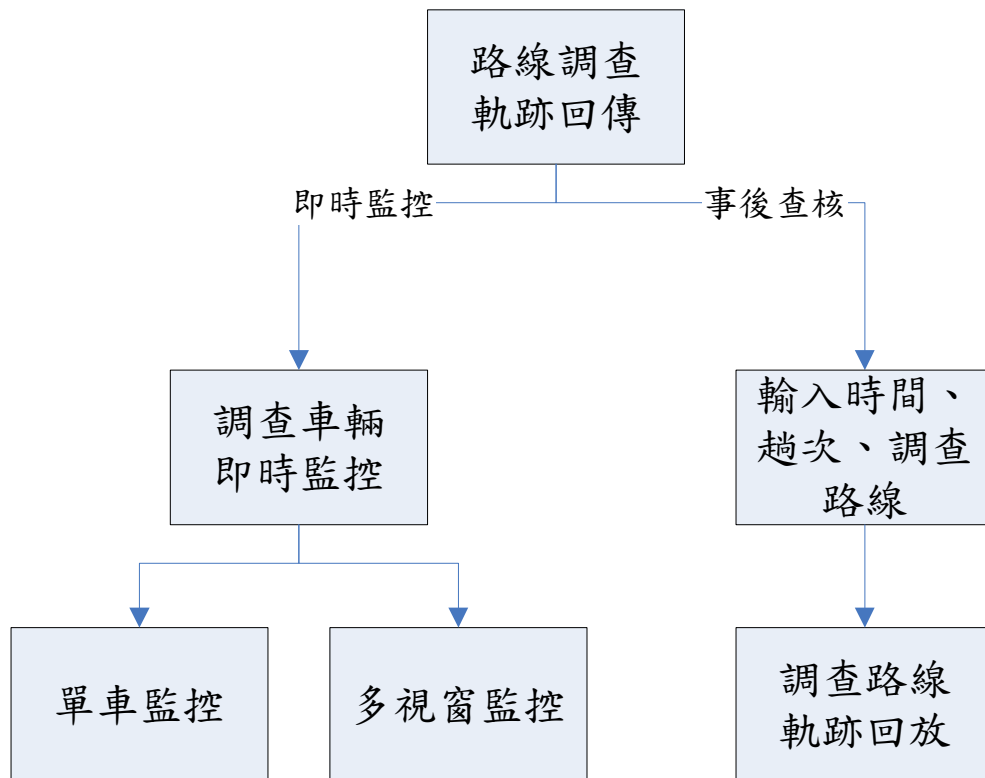 路線調查
軌跡回傳
即時監控
事後查核
調查車輛
即時監控
輸入時間、
趟次、調查
路線
單車監控
多視窗監控
調查路線
軌跡回放